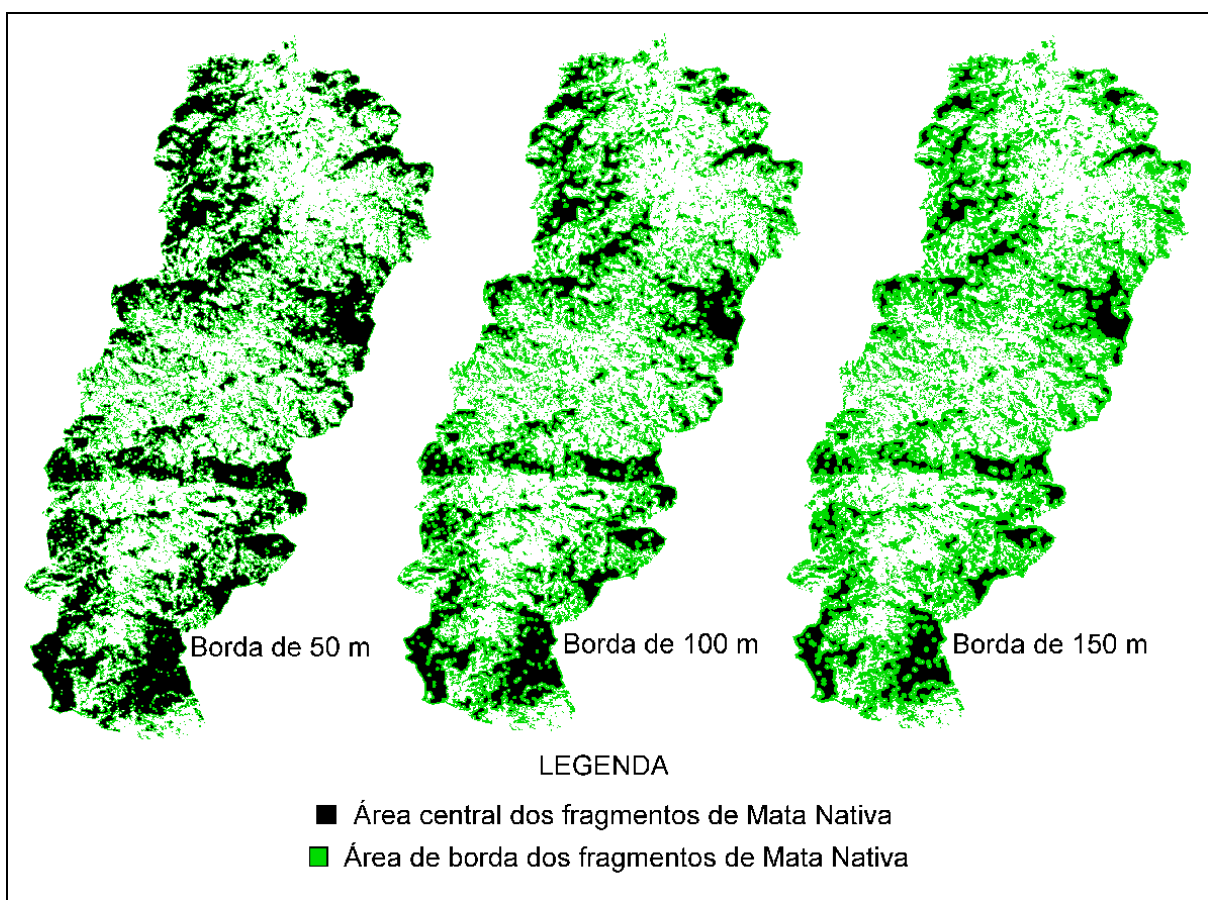 Borda de 50 m
Borda de 100 m
Borda de 150 m
LEGENDA
Área central dos fragmentos de Mata Nativa
Área de borda dos fragmentos de Mata Nativa